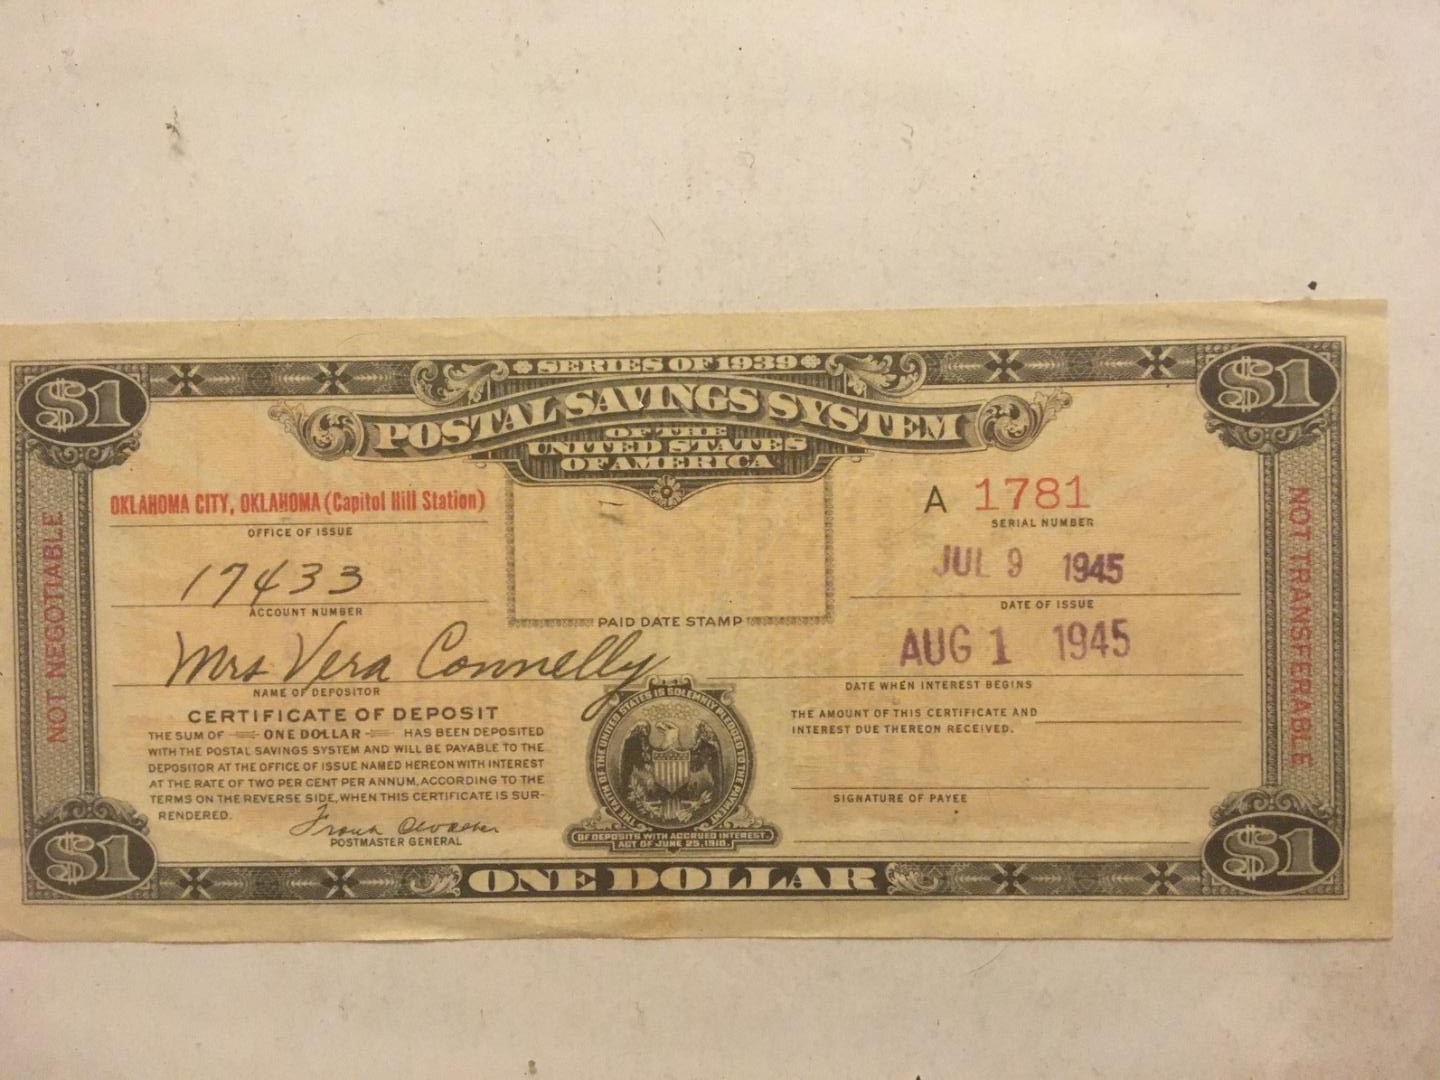 SERIES OF 1939
$1 $1
POSTAL SAVINGS SYSTEM
OF THE
UNITED STATES
OF AMERICA
NOT NEGOTIABLE
NOT TRANSFERABLE
OKLAHOMA CITY, OKLAHOMA (Capitol Hill Station)
OFFICE OF ISSUE
A 1781
SERIAL NUMBER
17433
ACCOUNT NUMBER
JUL 9 1945
DATE OF ISSUE
PAID DATE STAMP
Mrs Vera Connelly
NAME OF DEPOSITOR
AUG 1 1945
DATE WHEN INTEREST BEGINS
CERTIFICATE OF DEPOSIT
THE SUM OF ONE DOLLAR HAS BEEN DEPOSITED
WITH THE POSTAL SAVINGS SYSTEM AND WILL BE PAYABLE TO THE
DEPOSITOR AT THE OFFICE OF ISSUE NAMED HEREON WITH INTEREST
AT THE RATE OF TWO PER CENT PER ANNUM, ACCORDING TO THE
TERMS ON THE REVERSE SIDE, WHEN THIS CERTIFICATE IS SUR-
RENDERED.
Frank C Walker
POSTMASTER GENERAL
THE FAITH OF THE UNITED STATES IS SOLEMNLY PLEDGED TO THE PAYMENT
OF DEPOSITS WITH ACCRUED INTEREST.
ACT OF JUNE 25, 1910.
THE AMOUNT OF THIS CERTIFICATE AND
INTEREST DUE THEREON RECEIVED.
SIGNATURE OF PAYEE
$1 $1
ONE DOLLAR